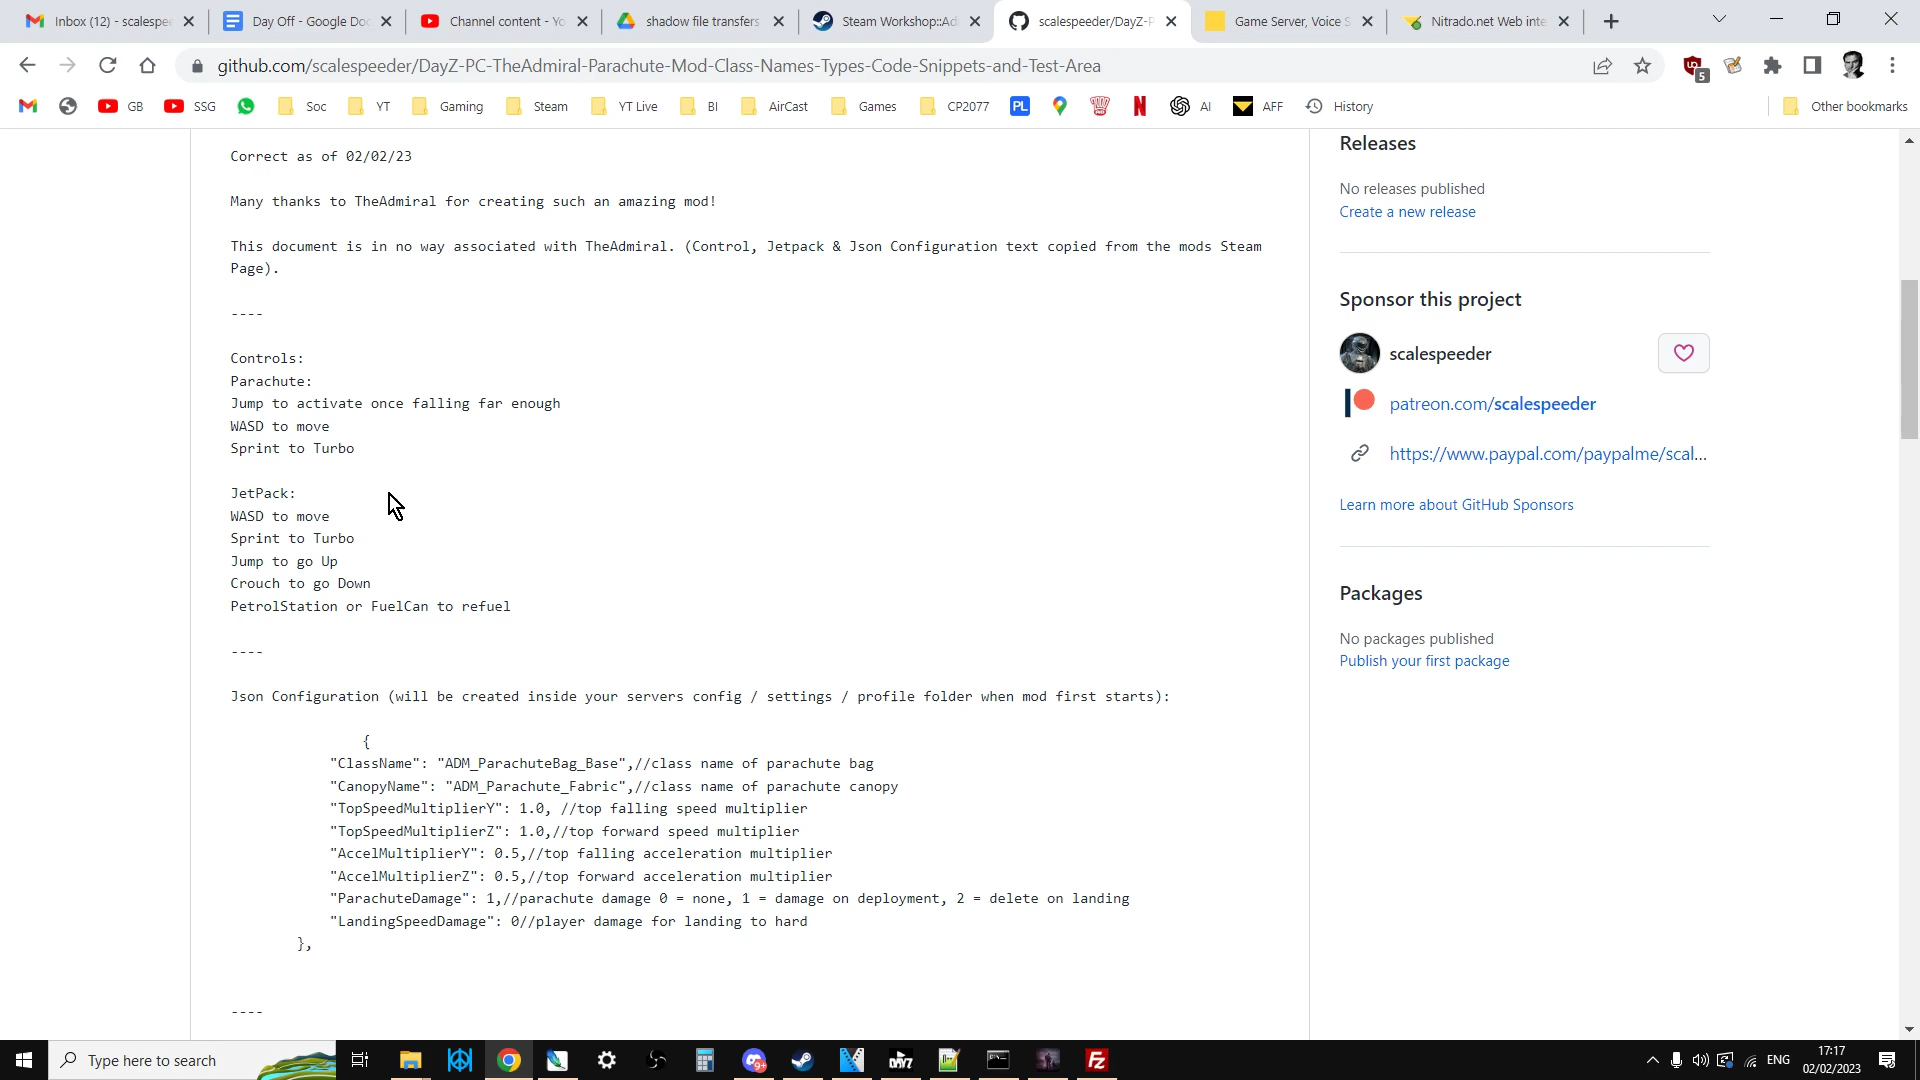 Inbox (12) - scalespee
Day Off - Google Doc
Channel content - Yo
shadow file transfers
Steam Workshop::Ad
scalespeeder/DayZ-P
Game Server, Voice S
Nitrado.net Web inte
github.com/scalespeeder/DayZ-PC-TheAdmiral-Parachute-Mod-Class-Names-Types-Code-Snippets-and-Test-Area
5
GB
SSG
Soc
YT
Gaming
Steam
YT Live
BI
AirCast
Games
CP2077
PL
AI
AFF
History
Other bookmarks
Correct as of 02/02/23
Many thanks to TheAdmiral for creating such an amazing mod!
This document is in no way associated with TheAdmiral. (Control, Jetpack & Json Configuration text copied from the mods Steam
Page).
----
Controls:
Parachute:
Jump to activate once falling far enough
WASD to move
Sprint to Turbo
JetPack:
WASD to move
Sprint to Turbo
Jump to go Up
Crouch to go Down
PetrolStation or FuelCan to refuel
----
Json Configuration (will be created inside your servers config / settings / profile folder when mod first starts):
{
"ClassName": "ADM_ParachuteBag_Base",//class name of parachute bag
"CanopyName": "ADM_Parachute_Fabric",//class name of parachute canopy
"TopSpeedMultiplierY": 1.0, //top falling speed multiplier
"TopSpeedMultiplierZ": 1.0,//top forward speed multiplier
"AccelMultiplierY": 0.5,//top falling acceleration multiplier
"AccelMultiplierZ": 0.5,//top forward acceleration multiplier
"ParachuteDamage": 1,//parachute damage 0 = none, 1 = damage on deployment, 2 = delete on landing
"LandingSpeedDamage": 0//player damage for landing to hard
},
----
Releases
No releases published
Create a new release
Sponsor this project
scalespeeder
patreon.com/scalespeeder
https://www.paypal.com/paypalme/scal...
Learn more about GitHub Sponsors
Packages
No packages published
Publish your first package
Type here to search
9+
DAYZ
FZ
ENG
17:17
02/02/2023